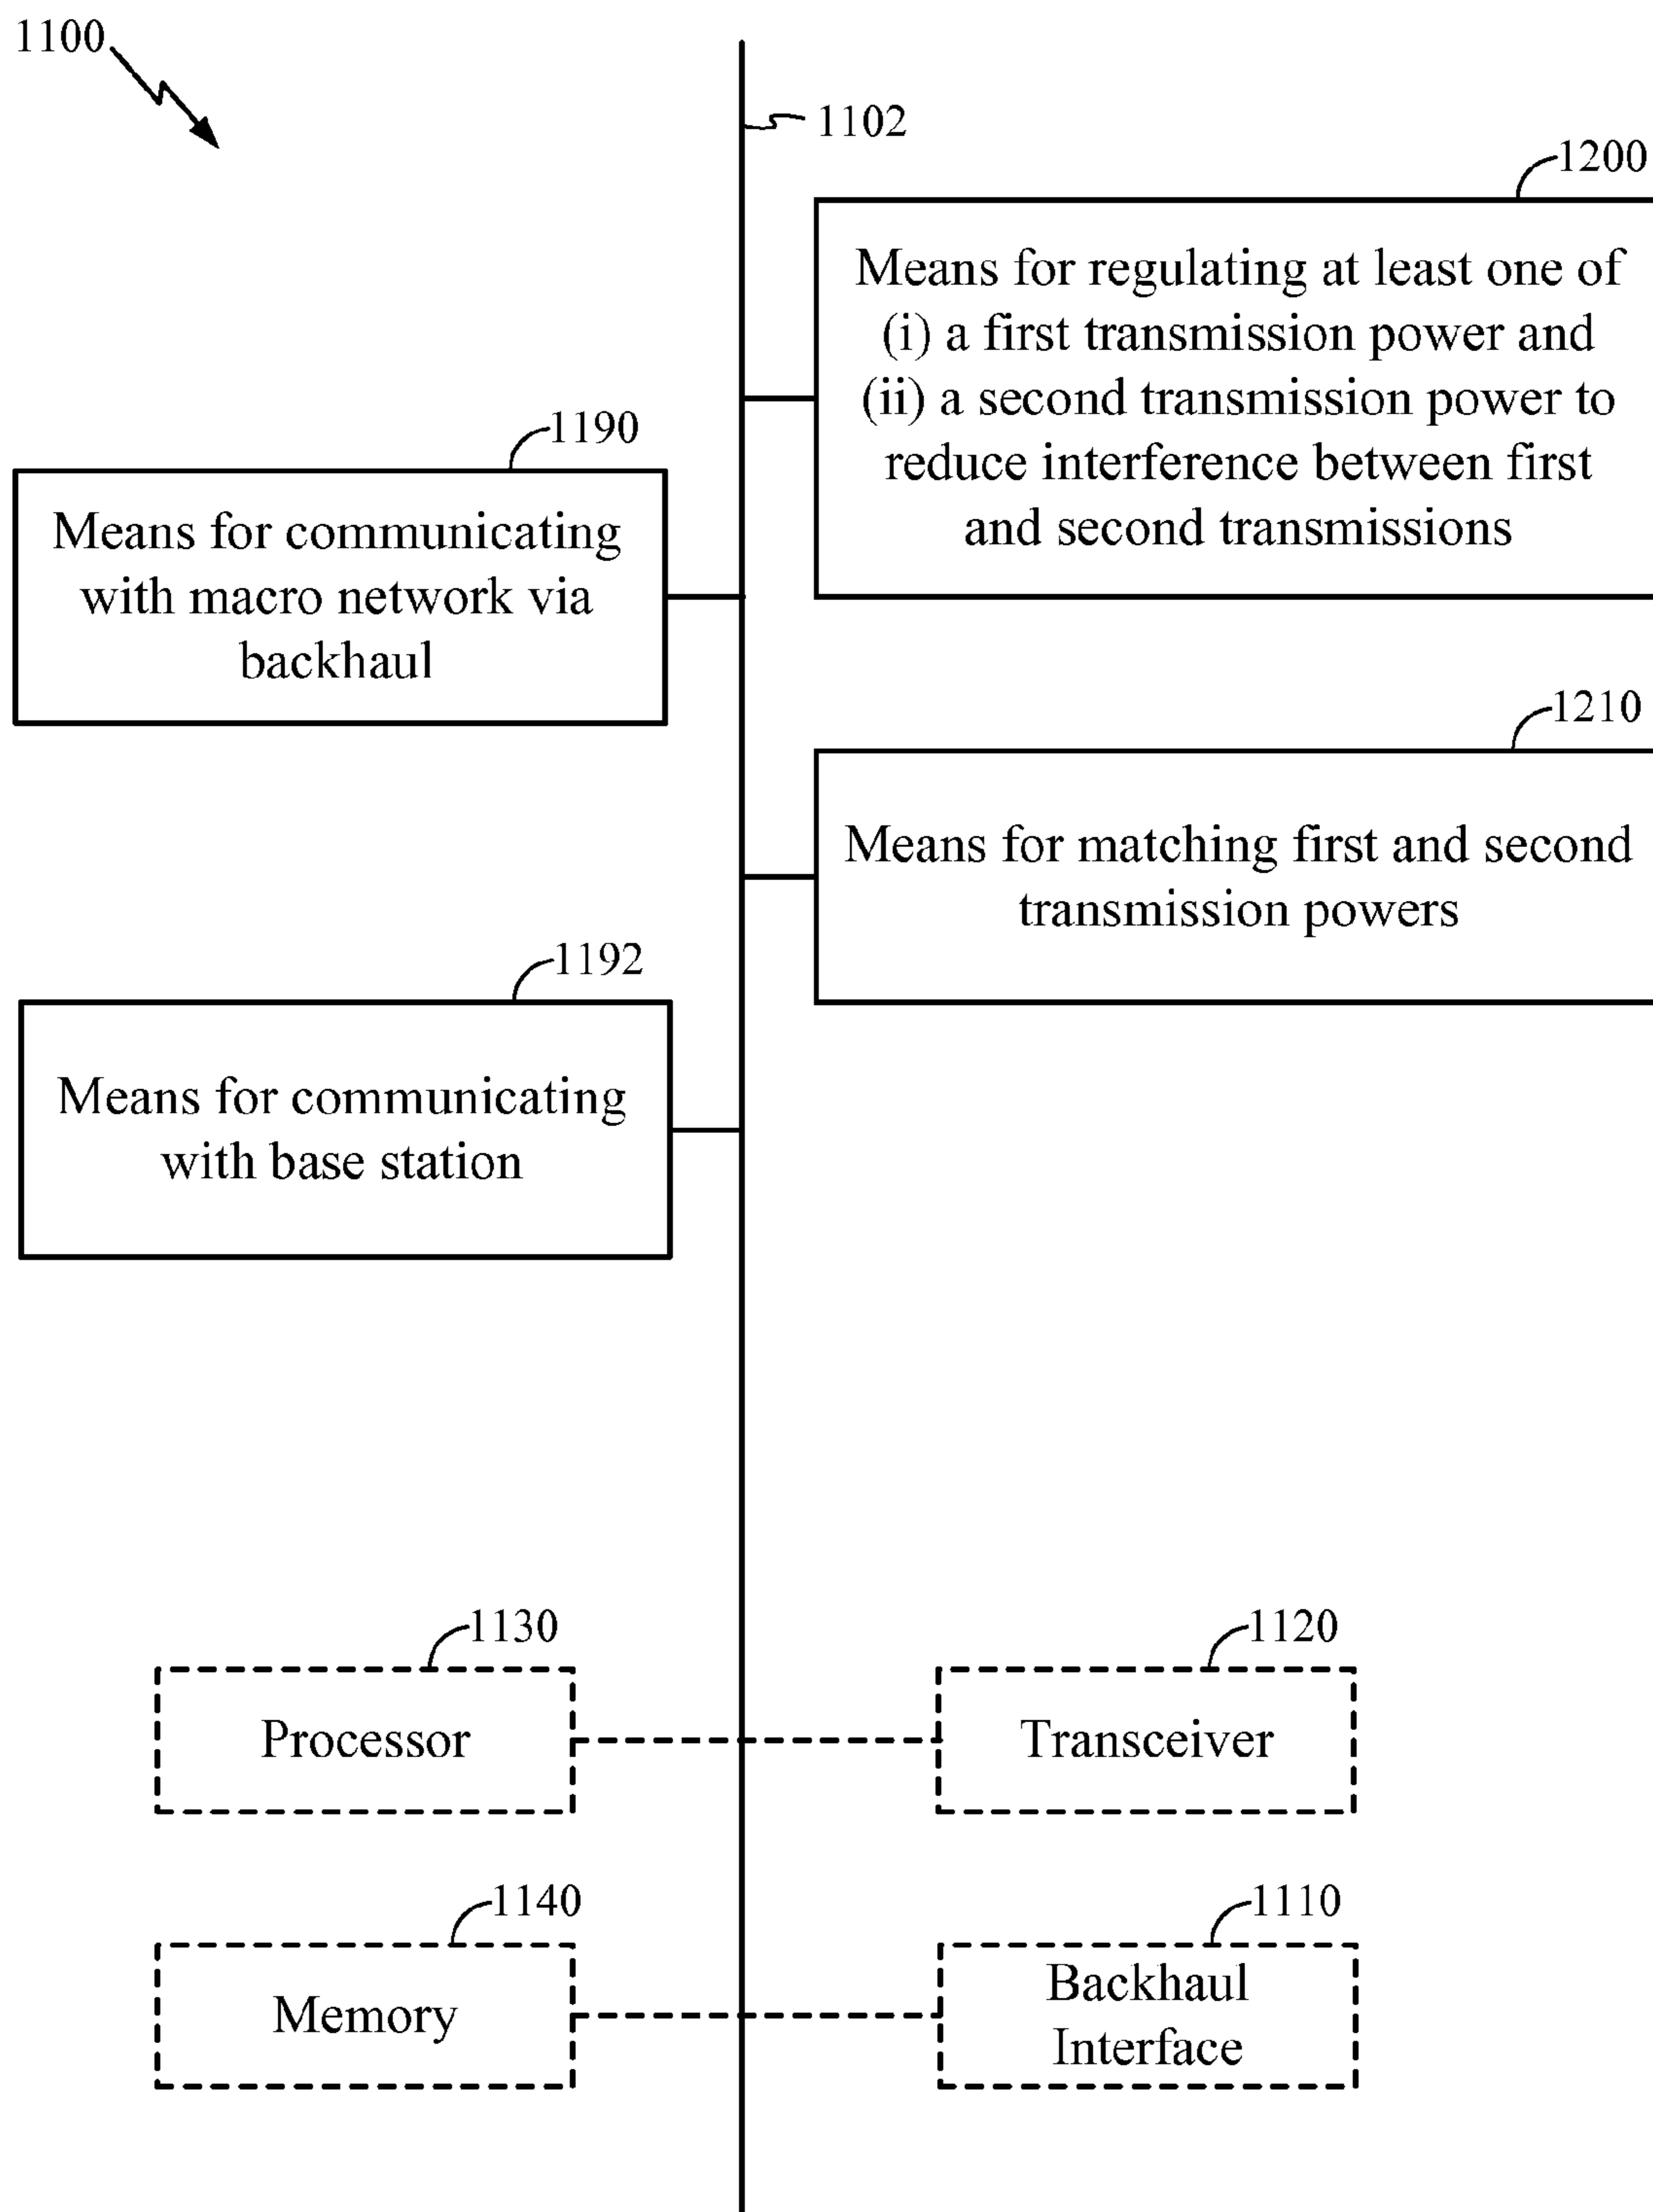 1100
1102
1200
Means for regulating at least one of
(i) a first transmission power and
(ii) a second transmission power to
reduce interference between first
and second transmissions
1190
Means for communicating
with macro network via
backhaul
1210
Means for matching first and second
transmission powers
1192
Means for communicating
with base station
1130
Processor
1120
Transceiver
1140
Memory
1110
Backhaul
Interface